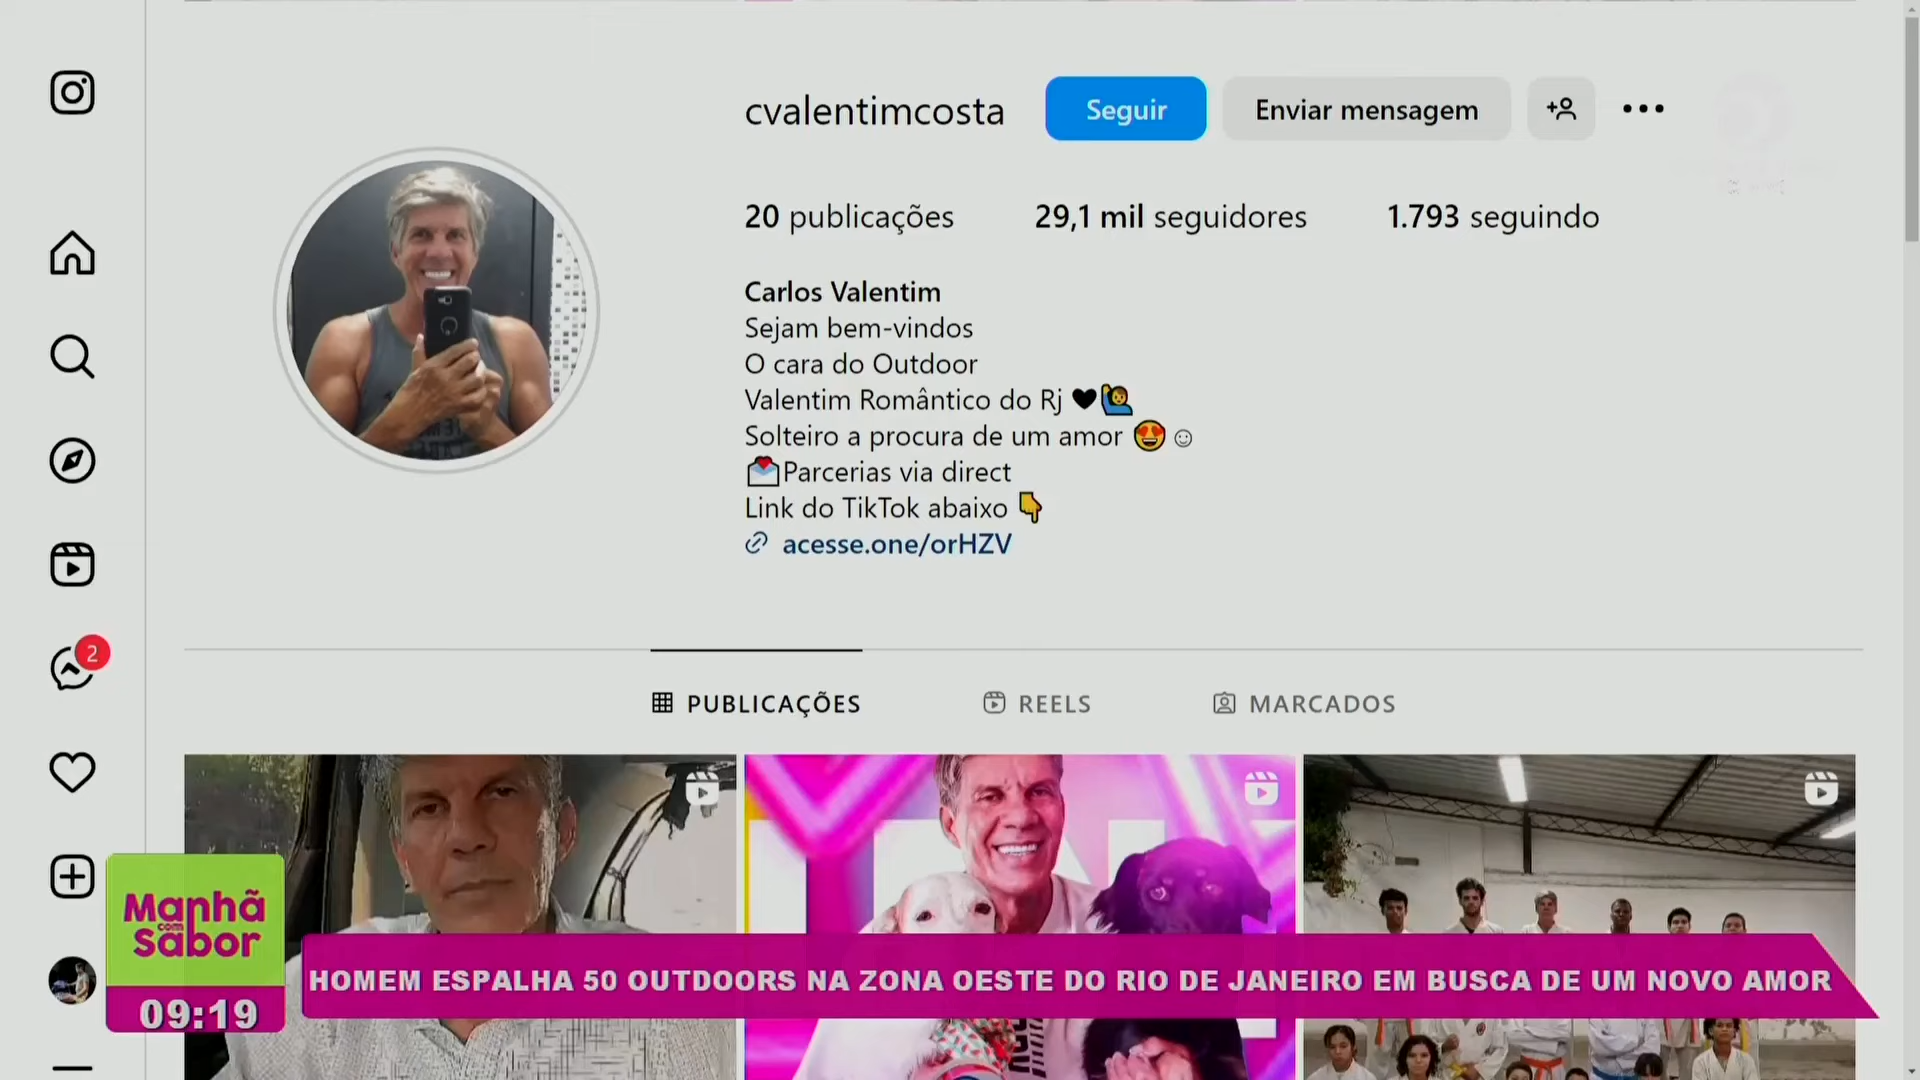 cvalentimcosta
Seguir
Enviar mensagem
20 publicações
29,1 mil seguidores
1.793 seguindo
Carlos Valentim
Sejam bem-vindos
O cara do Outdoor
Valentim Romântico do Rj 🖤🙋‍♂️
Solteiro a procura de um amor 😍☺
💌Parcerias via direct
Link do TikTok abaixo 👇
acesse.one/orHZV
2
PUBLICAÇÕES
REELS
MARCADOS
Manhã
com
sabor
09:19
HOMEM ESPALHA 50 OUTDOORS NA ZONA OESTE DO RIO DE JANEIRO EM BUSCA DE UM NOVO AMOR